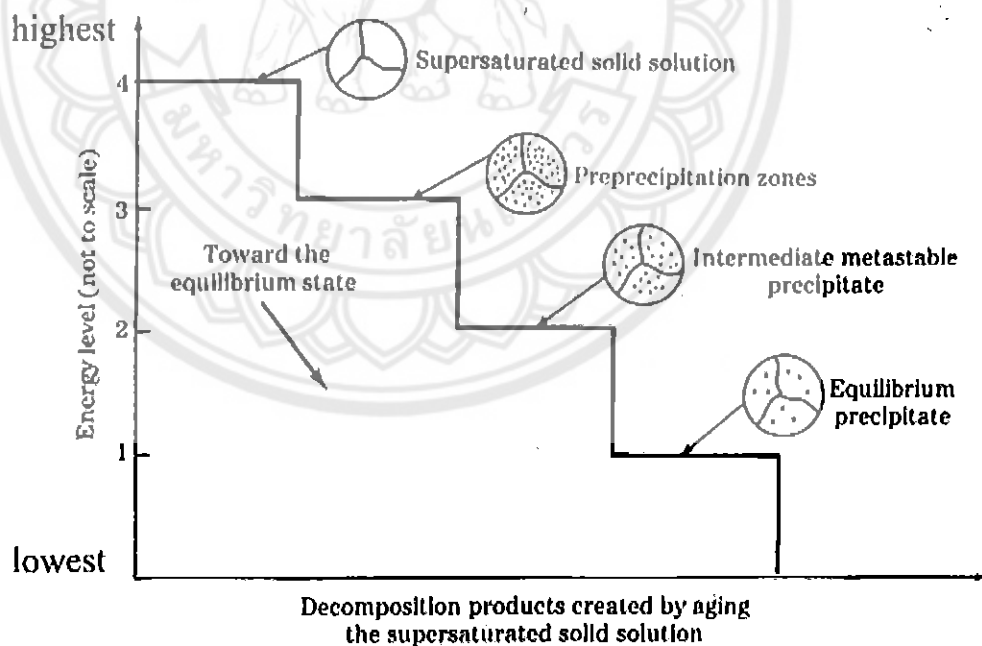 highest
4
Supersaturated solid solution
Preprecipitation zones
3
Energy level (not to scale)
Toward the
equilibrium state
Intermediate metastable
precipitate
2
Equilibrium
precipitate
1
lowest
Decomposition products created by aging
the supersaturated solid solution